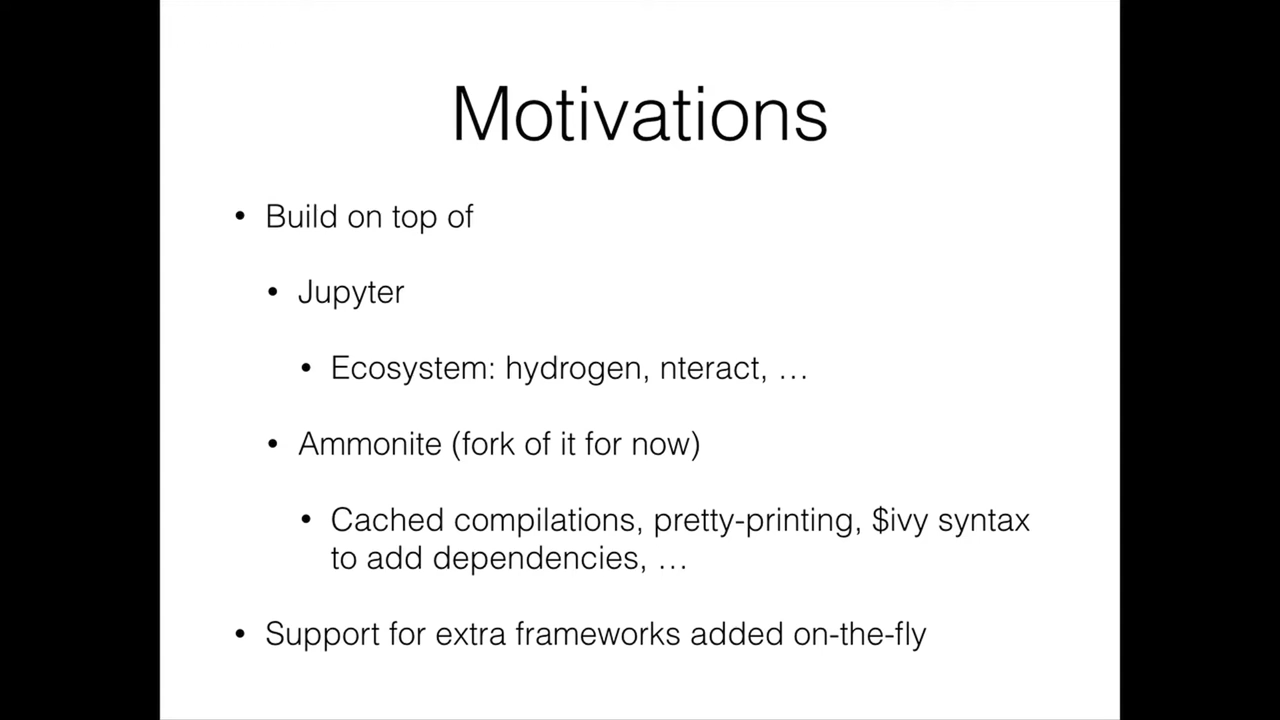 Motivations
• Build on top of
• Jupyter
• Ecosystem: hydrogen, nteract, …
• Ammonite (fork of it for now)
• Cached compilations, pretty-printing, $ivy syntax
to add dependencies, …
• Support for extra frameworks added on-the-fly